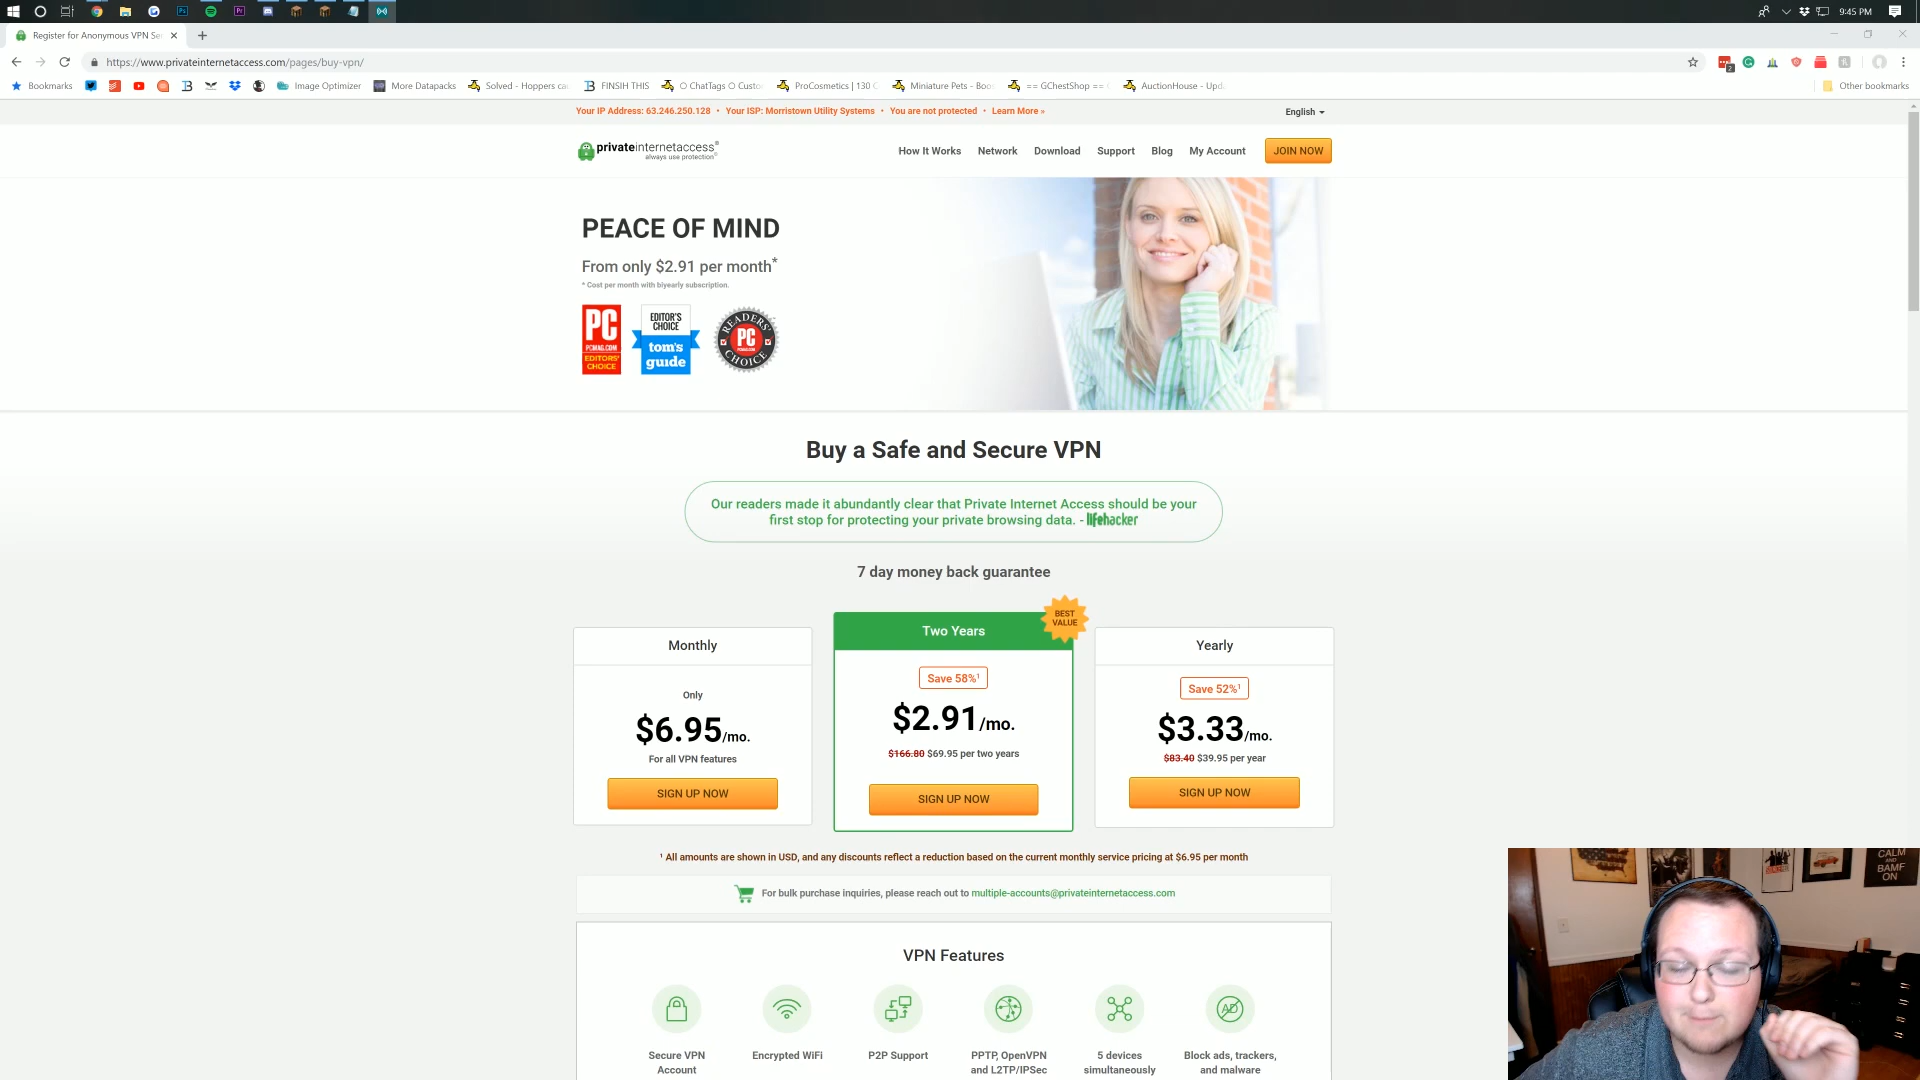 9:45 PM
Register for Anonymous VPN Se
https://www.privateinternetaccess.com/pages/buy-vpn/
2
Bookmarks
Image Optimizer
More Datapacks
Solved - Hoppers ca
FINSIH THIS
O ChatTags O Custo
ProCosmetics | 130 C
Miniature Pets - Boo
== GChestShop ==
AuctionHouse - Upd
Other bookmarks
Your IP Address: 63.246.250.128 • Your ISP: Morristown Utility Systems • You are not protected • Learn More »
English
privateinternetaccess®
always use protection
How It Works
Network
Download
Support
Blog
My Account
JOIN NOW
PEACE OF MIND
From only $2.91 per month*
* Cost per month with biyearly subscription.
PC
PCMAG.COM
EDITORS'
CHOICE
EDITOR'S
CHOICE
tom's
guide
READERS'
PC
PCMAG.COM
CHOICE
Buy a Safe and Secure VPN
Our readers made it abundantly clear that Private Internet Access should be your
first stop for protecting your private browsing data. - lifehacker
7 day money back guarantee
Monthly
Only
$6.95/mo.
For all VPN features
SIGN UP NOW
BEST
VALUE
Two Years
Save 58%¹
$2.91/mo.
$166.80 $69.95 per two years
SIGN UP NOW
Yearly
Save 52%¹
$3.33/mo.
$83.40 $39.95 per year
SIGN UP NOW
¹ All amounts are shown in USD, and any discounts reflect a reduction based on the current monthly service pricing at $6.95 per month
For bulk purchase inquiries, please reach out to multiple-accounts@privateinternetaccess.com
VPN Features
Secure VPN
Account
Encrypted WiFi
P2P Support
PPTP, OpenVPN
and L2TP/IPSec
5 devices
simultaneously
AD
Block ads, trackers,
and malware
CALM
AND
BAMF
ON